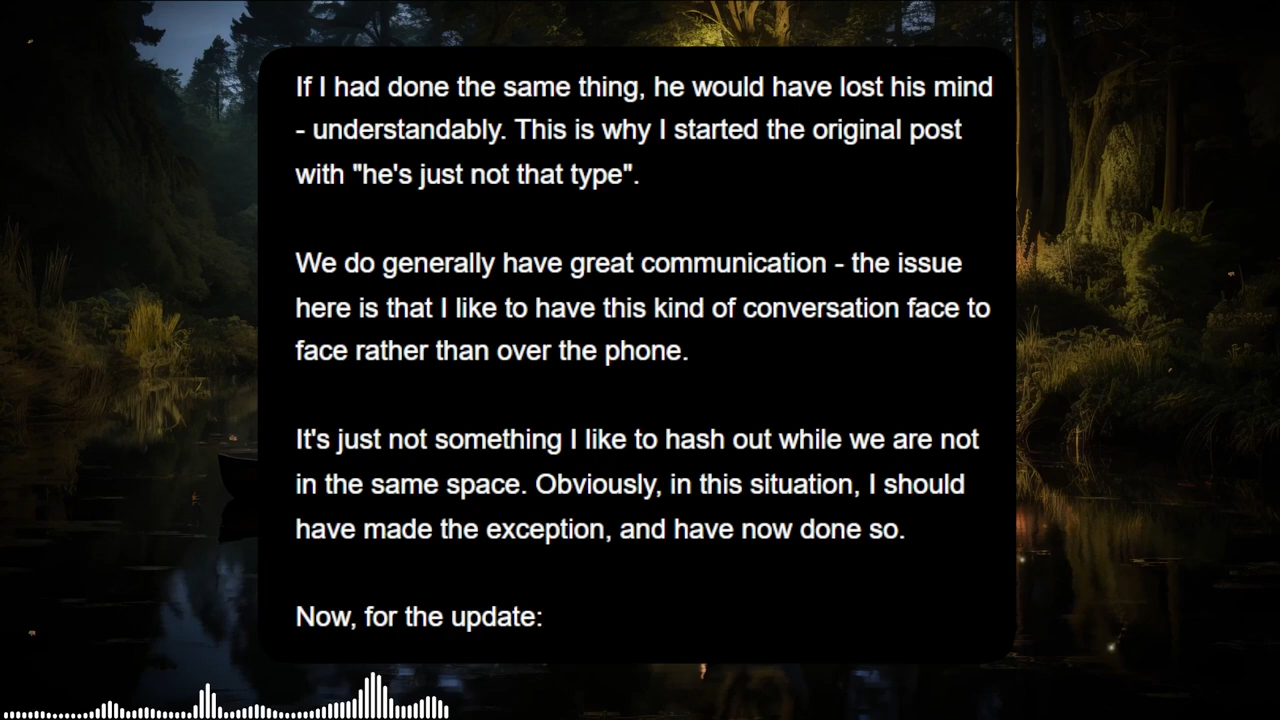 If I had done the same thing, he would have lost his mind
- understandably. This is why I started the original post
with "he's just not that type".
We do generally have great communication - the issue
here is that I like to have this kind of conversation face to
face rather than over the phone.
It's just not something I like to hash out while we are not
in the same space. Obviously, in this situation, I should
have made the exception, and have now done so.
Now, for the update: